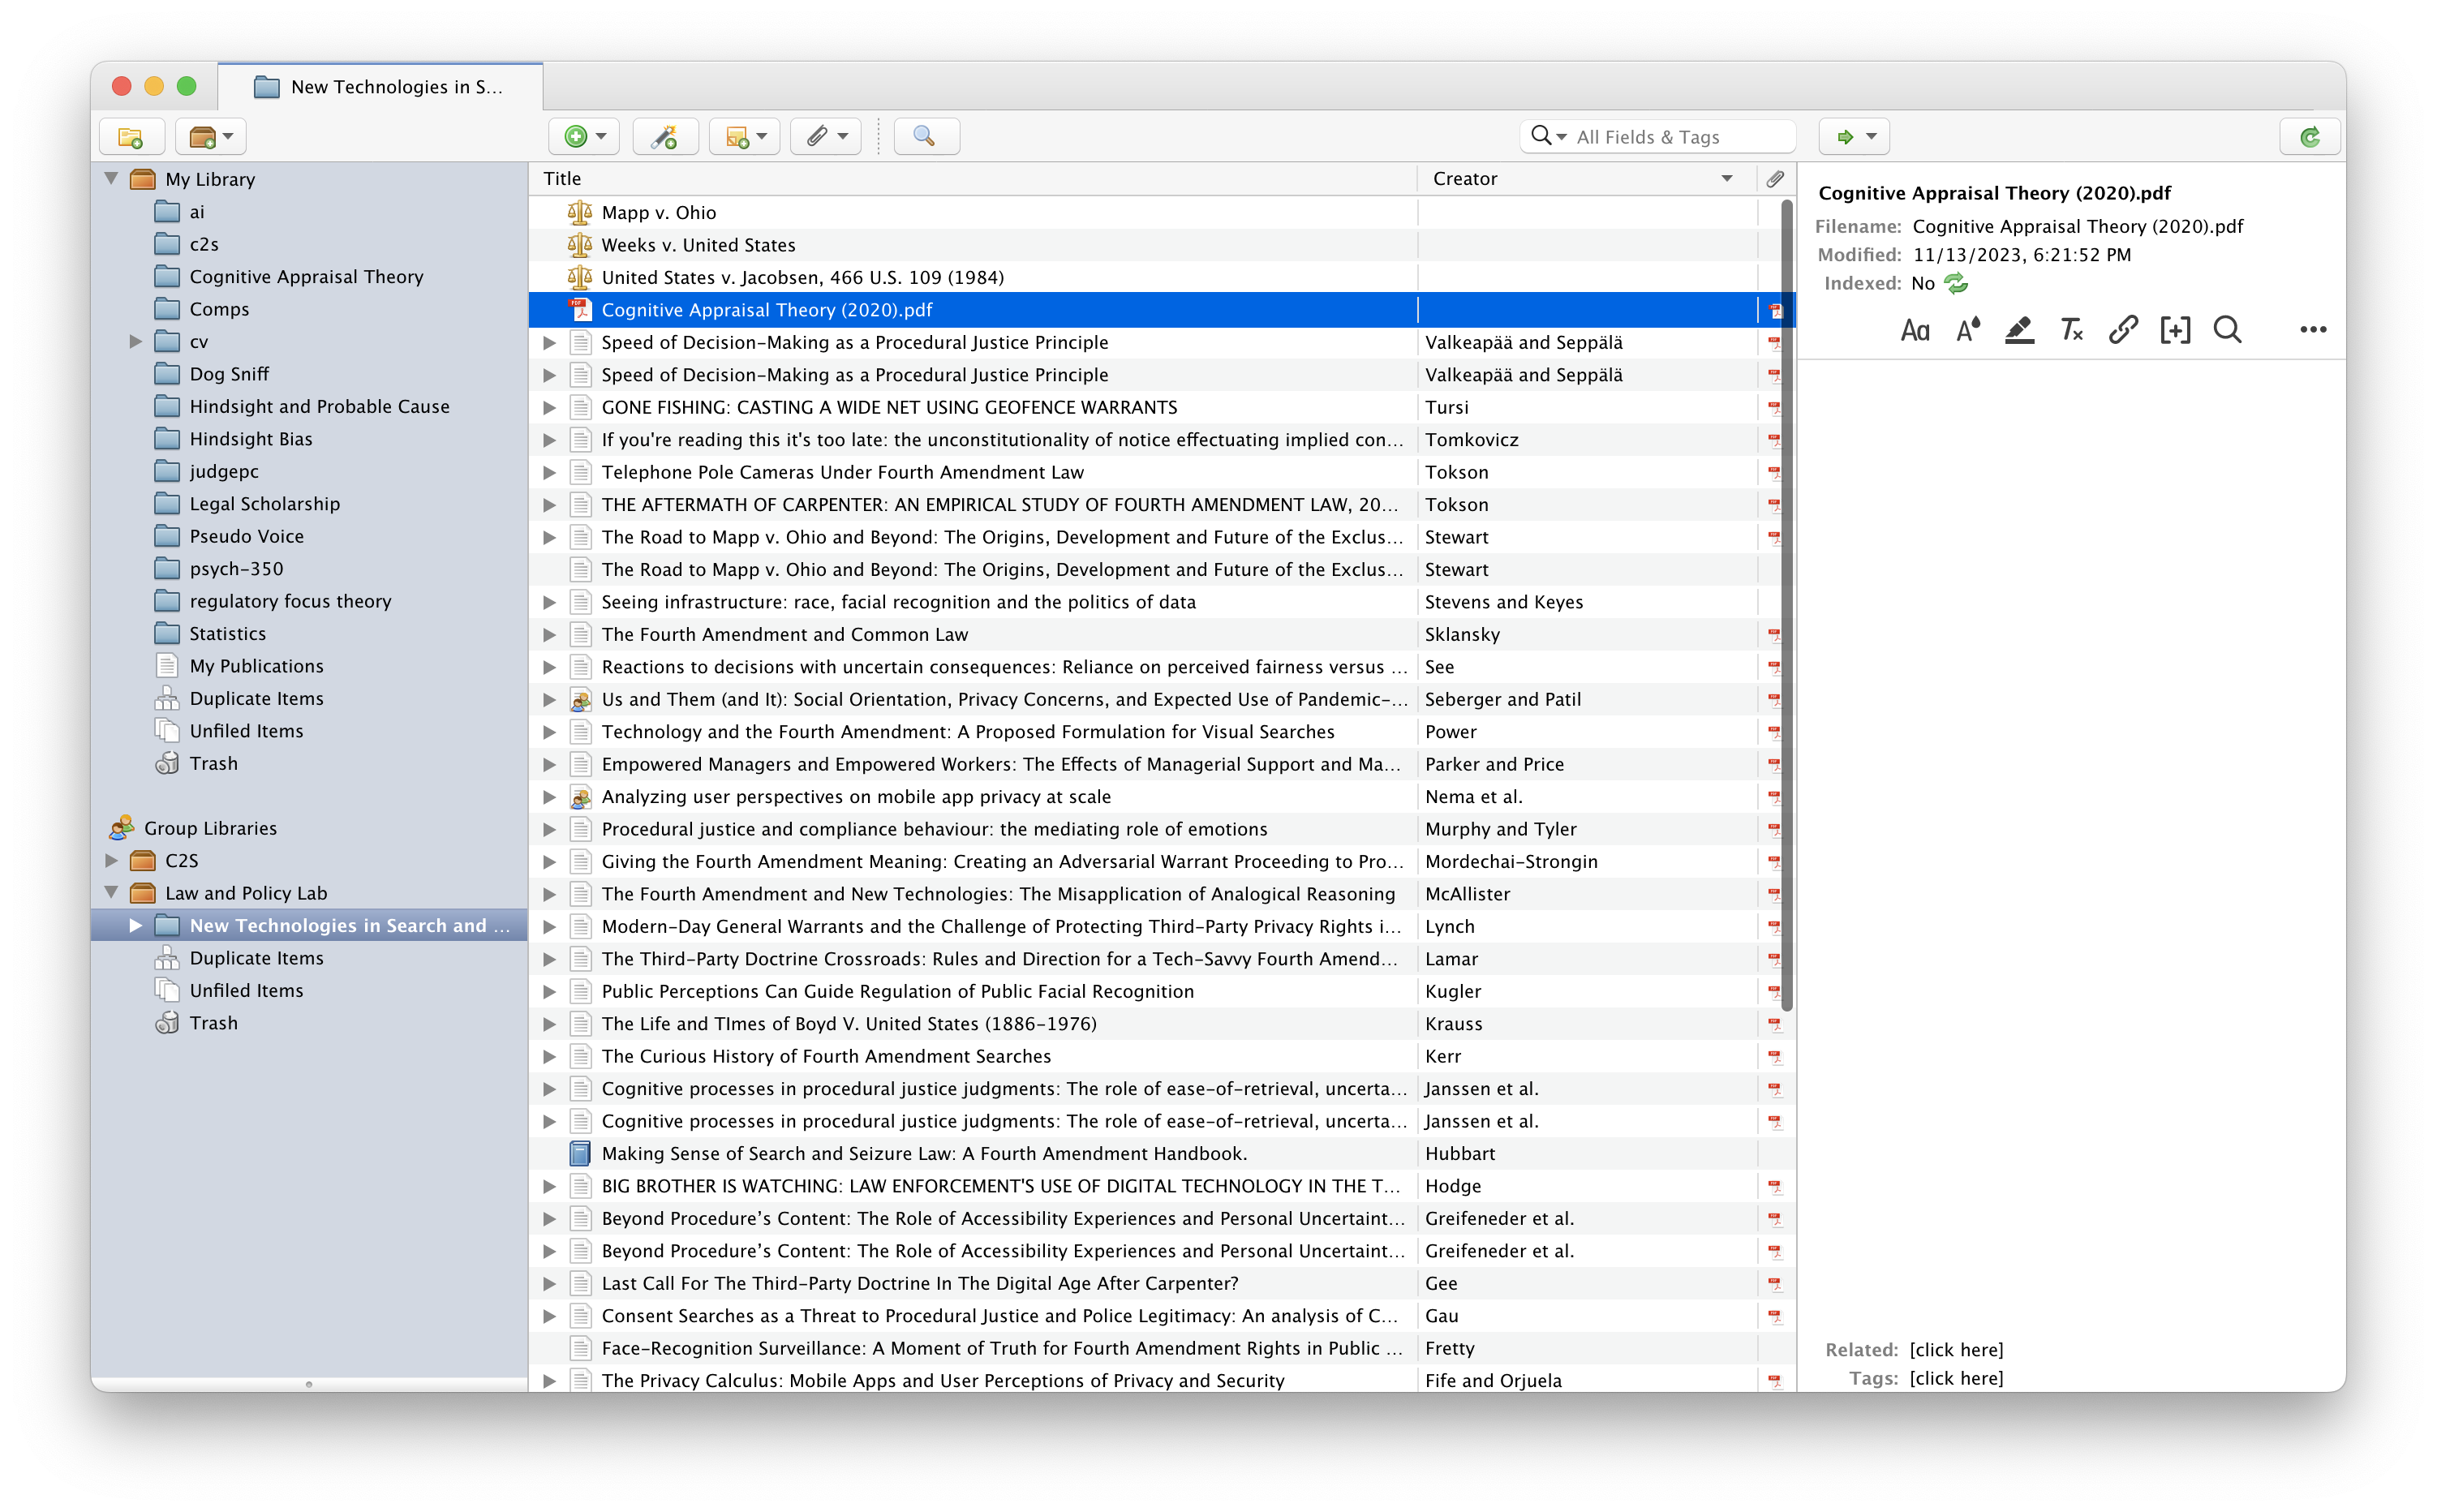 New Technologies in S...
All Fields & Tags
My Library
ai
c2s
Cognitive Appraisal Theory
Comps
cv
Dog Sniff
Hindsight and Probable Cause
Hindsight Bias
judgepc
Legal Scholarship
Pseudo Voice
psych-350
regulatory focus theory
Statistics
My Publications
Duplicate Items
Unfiled Items
Trash
Group Libraries
C2S
Law and Policy Lab
New Technologies in Search and ...
Duplicate Items
Unfiled Items
Trash
Title Creator
Mapp v. Ohio
Weeks v. United States
United States v. Jacobsen, 466 U.S. 109 (1984)
Cognitive Appraisal Theory (2020).pdf
Speed of Decision-Making as a Procedural Justice Principle Valkeapää and Seppälä
Speed of Decision-Making as a Procedural Justice Principle Valkeapää and Seppälä
GONE FISHING: CASTING A WIDE NET USING GEOFENCE WARRANTS Tursi
If you're reading this it's too late: the unconstitutionality of notice effectuating implied con... Tomkovicz
Telephone Pole Cameras Under Fourth Amendment Law Tokson
THE AFTERMATH OF CARPENTER: AN EMPIRICAL STUDY OF FOURTH AMENDMENT LAW, 20... Tokson
The Road to Mapp v. Ohio and Beyond: The Origins, Development and Future of the Exclus... Stewart
The Road to Mapp v. Ohio and Beyond: The Origins, Development and Future of the Exclus... Stewart
Seeing infrastructure: race, facial recognition and the politics of data Stevens and Keyes
The Fourth Amendment and Common Law Sklansky
Reactions to decisions with uncertain consequences: Reliance on perceived fairness versus ... See
Us and Them (and It): Social Orientation, Privacy Concerns, and Expected Use of Pandemic-... Seberger and Patil
Technology and the Fourth Amendment: A Proposed Formulation for Visual Searches Power
Empowered Managers and Empowered Workers: The Effects of Managerial Support and Ma... Parker and Price
Analyzing user perspectives on mobile app privacy at scale Nema et al.
Procedural justice and compliance behaviour: the mediating role of emotions Murphy and Tyler
Giving the Fourth Amendment Meaning: Creating an Adversarial Warrant Proceeding to Pro... Mordechai-Strongin
The Fourth Amendment and New Technologies: The Misapplication of Analogical Reasoning McAllister
Modern-Day General Warrants and the Challenge of Protecting Third-Party Privacy Rights i... Lynch
The Third-Party Doctrine Crossroads: Rules and Direction for a Tech-Savvy Fourth Amend... Lamar
Public Perceptions Can Guide Regulation of Public Facial Recognition Kugler
The Life and TImes of Boyd V. United States (1886-1976) Krauss
The Curious History of Fourth Amendment Searches Kerr
Cognitive processes in procedural justice judgments: The role of ease-of-retrieval, uncerta... Janssen et al.
Cognitive processes in procedural justice judgments: The role of ease-of-retrieval, uncerta... Janssen et al.
Making Sense of Search and Seizure Law: A Fourth Amendment Handbook. Hubbart
BIG BROTHER IS WATCHING: LAW ENFORCEMENT'S USE OF DIGITAL TECHNOLOGY IN THE T... Hodge
Beyond Procedure’s Content: The Role of Accessibility Experiences and Personal Uncertaint... Greifeneder et al.
Beyond Procedure’s Content: The Role of Accessibility Experiences and Personal Uncertaint... Greifeneder et al.
Last Call For The Third-Party Doctrine In The Digital Age After Carpenter? Gee
Consent Searches as a Threat to Procedural Justice and Police Legitimacy: An analysis of C... Gau
Face-Recognition Surveillance: A Moment of Truth for Fourth Amendment Rights in Public ... Fretty
The Privacy Calculus: Mobile Apps and User Perceptions of Privacy and Security Fife and Orjuela
Cognitive Appraisal Theory (2020).pdf
Filename: Cognitive Appraisal Theory (2020).pdf
Modified: 11/13/2023, 6:21:52 PM
Indexed: No
Related: [click here]
Tags: [click here]